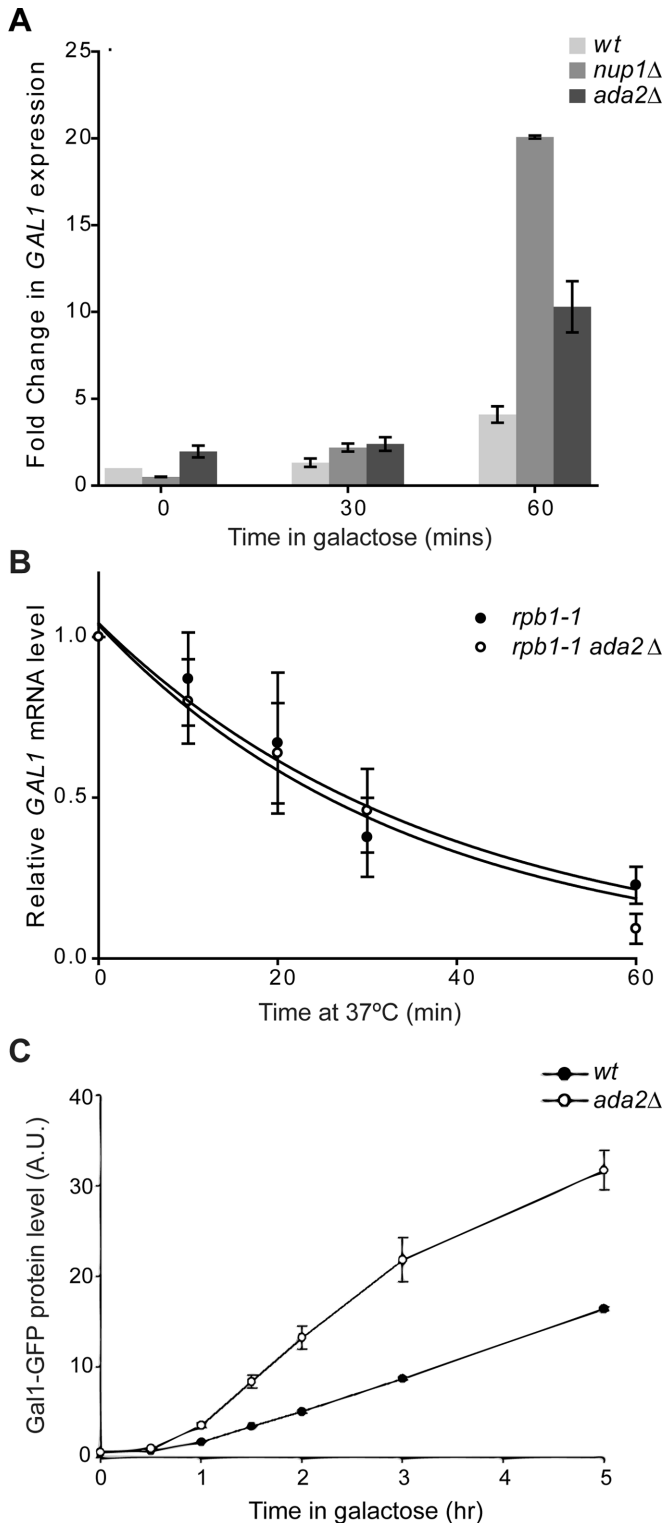 A
Fold Change in GAL1 expression
25
20
15
10
5
0
wt
nup1Δ
ada2Δ
0 30 60
Time in galactose (mins)
B
Relative GAL1 mRNA level
1.0
0.5
0.0
rpb1-1
rpb1-1 ada2Δ
0 20 40 60
Time at 37ºC (min)
C
Gal1-GFP protein level (A.U.)
40
30
20
10
0
wt
ada2Δ
0 1 2 3 4 5
Time in galactose (hr)